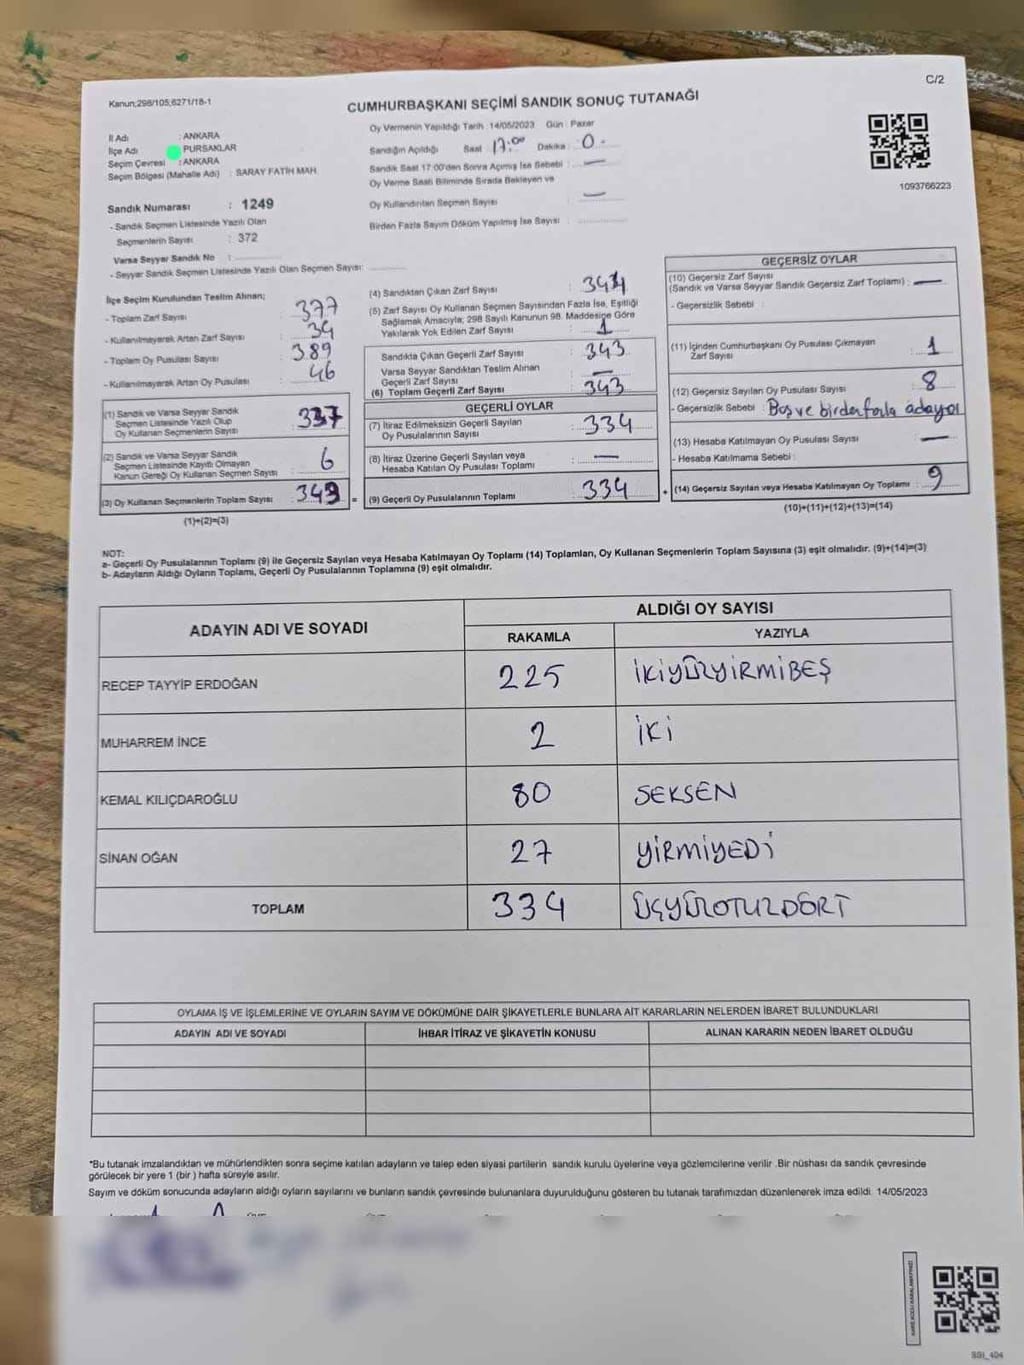 C/2
Kanun;298/105;6271/18-1
CUMHURBAŞKANI SEÇİMİ SANDIK SONUÇ TUTANAĞI
İl Adı : ANKARA
İlçe Adı : PURSAKLAR
Seçim Çevresi : ANKARA
Seçim Bölgesi (Mahalle Adı) : SARAY FATİH MAH.
Oy Vermenin Yapıldığı Tarih :14/05/2023 Gün : Pazar
Sandığın Açıldığı Saat 17:00 Dakika : 0.
Sandık Saat 17:00'den Sonra Açımış İse Sebebi : —
Oy Verme Saati Bitiminde Sırada Bekleyen ve
Oy Kullandırılan Seçmen Sayısı : —
Birden Fazla Sayım Döküm Yapılmış İse Sayısı :
1093766223
Sandık Numarası : 1249
- Sandık Seçmen Listesinde Yazılı Olan
Seçmenlerin Sayısı : 372
Varsa Seyyar Sandık No :
- Seyyar Sandık Seçmen Listesinde Yazılı Olan Seçmen Sayısı:
İlçe Seçim Kurulundan Teslim Alınan;
- Toplam Zarf Sayısı : 377
- Kullanılmayarak Artan Zarf Sayısı : 34
- Toplam Oy Pusulası Sayısı : 389
- Kullanılmayarak Artan Oy Pusulası : 46
(1) Sandık ve Varsa Seyyar Sandık
Seçmen Listesinde Yazılı Olup
Oy Kullanan Seçmenlerin Sayısı : 337
(2) Sandık ve Varsa Seyyar Sandık
Seçmen Listesinde Kayıtlı Olmayan
Kanun Gereği Oy Kullanan Seçmen Sayısı : 6
(3) Oy Kullanan Seçmenlerin Toplam Sayısı : 343 =
(1)+(2)=(3)
(4) Sandıktan Çıkan Zarf Sayısı :
(5) Zarf Sayısı Oy Kullanan Seçmen Sayısından Fazla İse, Eşitliği
Sağlamak Amacıyla; 298 Sayılı Kanunun 98. Maddesine Göre
Yakılarak Yok Edilen Zarf Sayısı : 1
Sandıkta Çıkan Geçerli Zarf Sayısı : 343
Varsa Seyyar Sandıktan Teslim Alınan
Geçerli Zarf Sayısı : —
(6) Toplam Geçerli Zarf Sayısı : 343
GEÇERLİ OYLAR
(7) İtiraz Edilmeksizin Geçerli Sayılan
Oy Pusulalarının Sayısı : 334
(8) İtiraz Üzerine Geçerli Sayılan veya
Hesaba Katılan Oy Pusulası Toplamı : —
(9) Geçerli Oy Pusulalarının Toplamı : 334 +
GEÇERSİZ OYLAR
(10) Geçersiz Zarf Sayısı
(Sandık ve Varsa Seyyar Sandık Geçersiz Zarf Toplamı) : —
- Geçersizlik Sebebi :
(11) İçinden Cumhurbaşkanı Oy Pusulası Çıkmayan
Zarf Sayısı : 1
(12) Geçersiz Sayılan Oy Pusulası Sayısı : 8
- Geçersizlik Sebebi : Boş ve birden fazla adaya
(13) Hesaba Katılmayan Oy Pusulası Sayısı : —
- Hesaba Katılmama Sebebi :
(14) Geçersiz Sayılan veya Hesaba Katılmayan Oy Toplamı : 9
(10)+(11)+(12)+(13)=(14)
NOT:
a- Geçerli Oy Pusulalarının Toplamı (9) ile Geçersiz Sayılan veya Hesaba Katılmayan Oy Toplamı (14) Toplamları, Oy Kullanan Seçmenlerin Toplam Sayısına (3) eşit olmalıdır. (9)+(14)=(3)
b- Adayların Aldığı Oyların Toplamı, Geçerli Oy Pusulalarının Toplamına (9) eşit olmalıdır.
ADAYIN ADI VE SOYADI ALDIĞI OY SAYISI
RAKAMLA YAZIYLA
RECEP TAYYİP ERDOĞAN 225 İKİYÜZYİRMİBEŞ
MUHARREM İNCE 2 İKİ
KEMAL KILIÇDAROĞLU 80 SEKSEN
SİNAN OĞAN 27 YİRMİYEDİ
TOPLAM 334 ÜÇYÜZOTUZDÖRT
OYLAMA İŞ VE İŞLEMLERİNE VE OYLARIN SAYIM VE DÖKÜMÜNE DAİR ŞİKAYETLERLE BUNLARA AİT KARARLARIN NELERDEN İBARET BULUNDUKLARI
ADAYIN ADI VE SOYADI İHBAR İTİRAZ VE ŞİKAYETİN KONUSU ALINAN KARARIN NEDEN İBARET OLDUĞU
*Bu tutanak imzalandıktan ve mühürlendikten sonra seçime katılan adayların ve talep eden siyasi partilerin sandık kurulu üyelerine veya gözlemcilerine verilir .Bir nüshası da sandık çevresinde
görülecek bir yere 1 (bir ) hafta süreyle asılır.
Sayım ve döküm sonucunda adayların aldığı oyların sayılarını ve bunların sandık çevresinde bulunanlara duyurulduğunu gösteren bu tutanak tarafımızdan düzenlenerek imza edildi. 14/05/2023